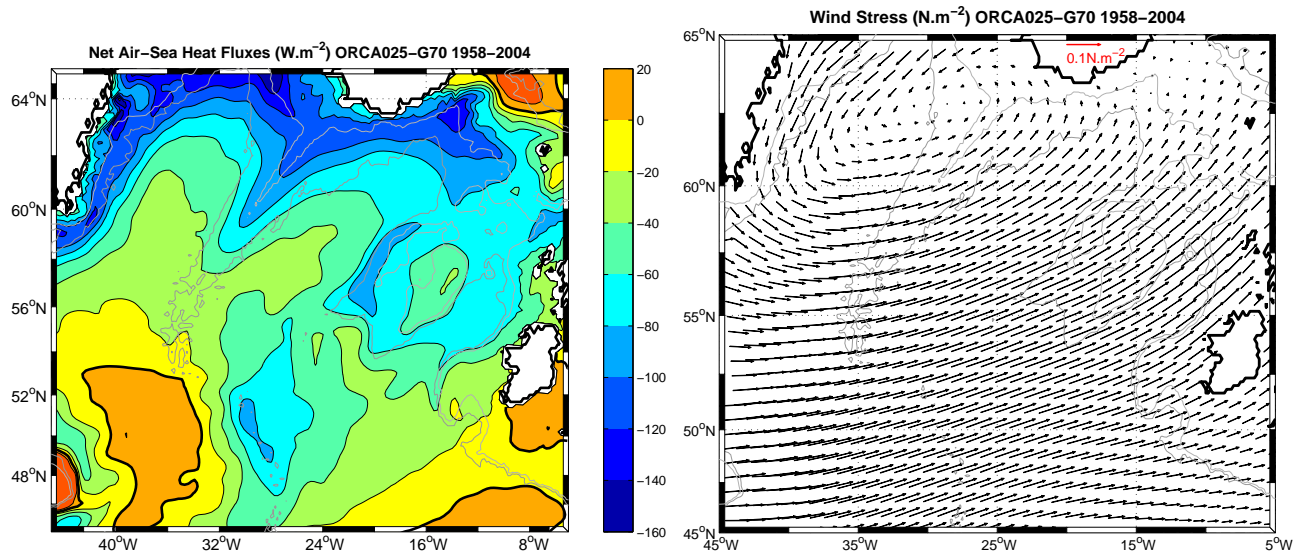 Net Air−Sea Heat Fluxes (W.m⁻²) ORCA025−G70 1958−2004
64°N
60°N
56°N
52°N
48°N
40°W 32°W 24°W 16°W 8°W
20
0
−20
−40
−60
−80
−100
−120
−140
−160
Wind Stress (N.m⁻²) ORCA025−G70 1958−2004
0.1N.m⁻²
65°N
60°N
55°N
50°N
45°N
45°W 35°W 25°W 15°W 5°W